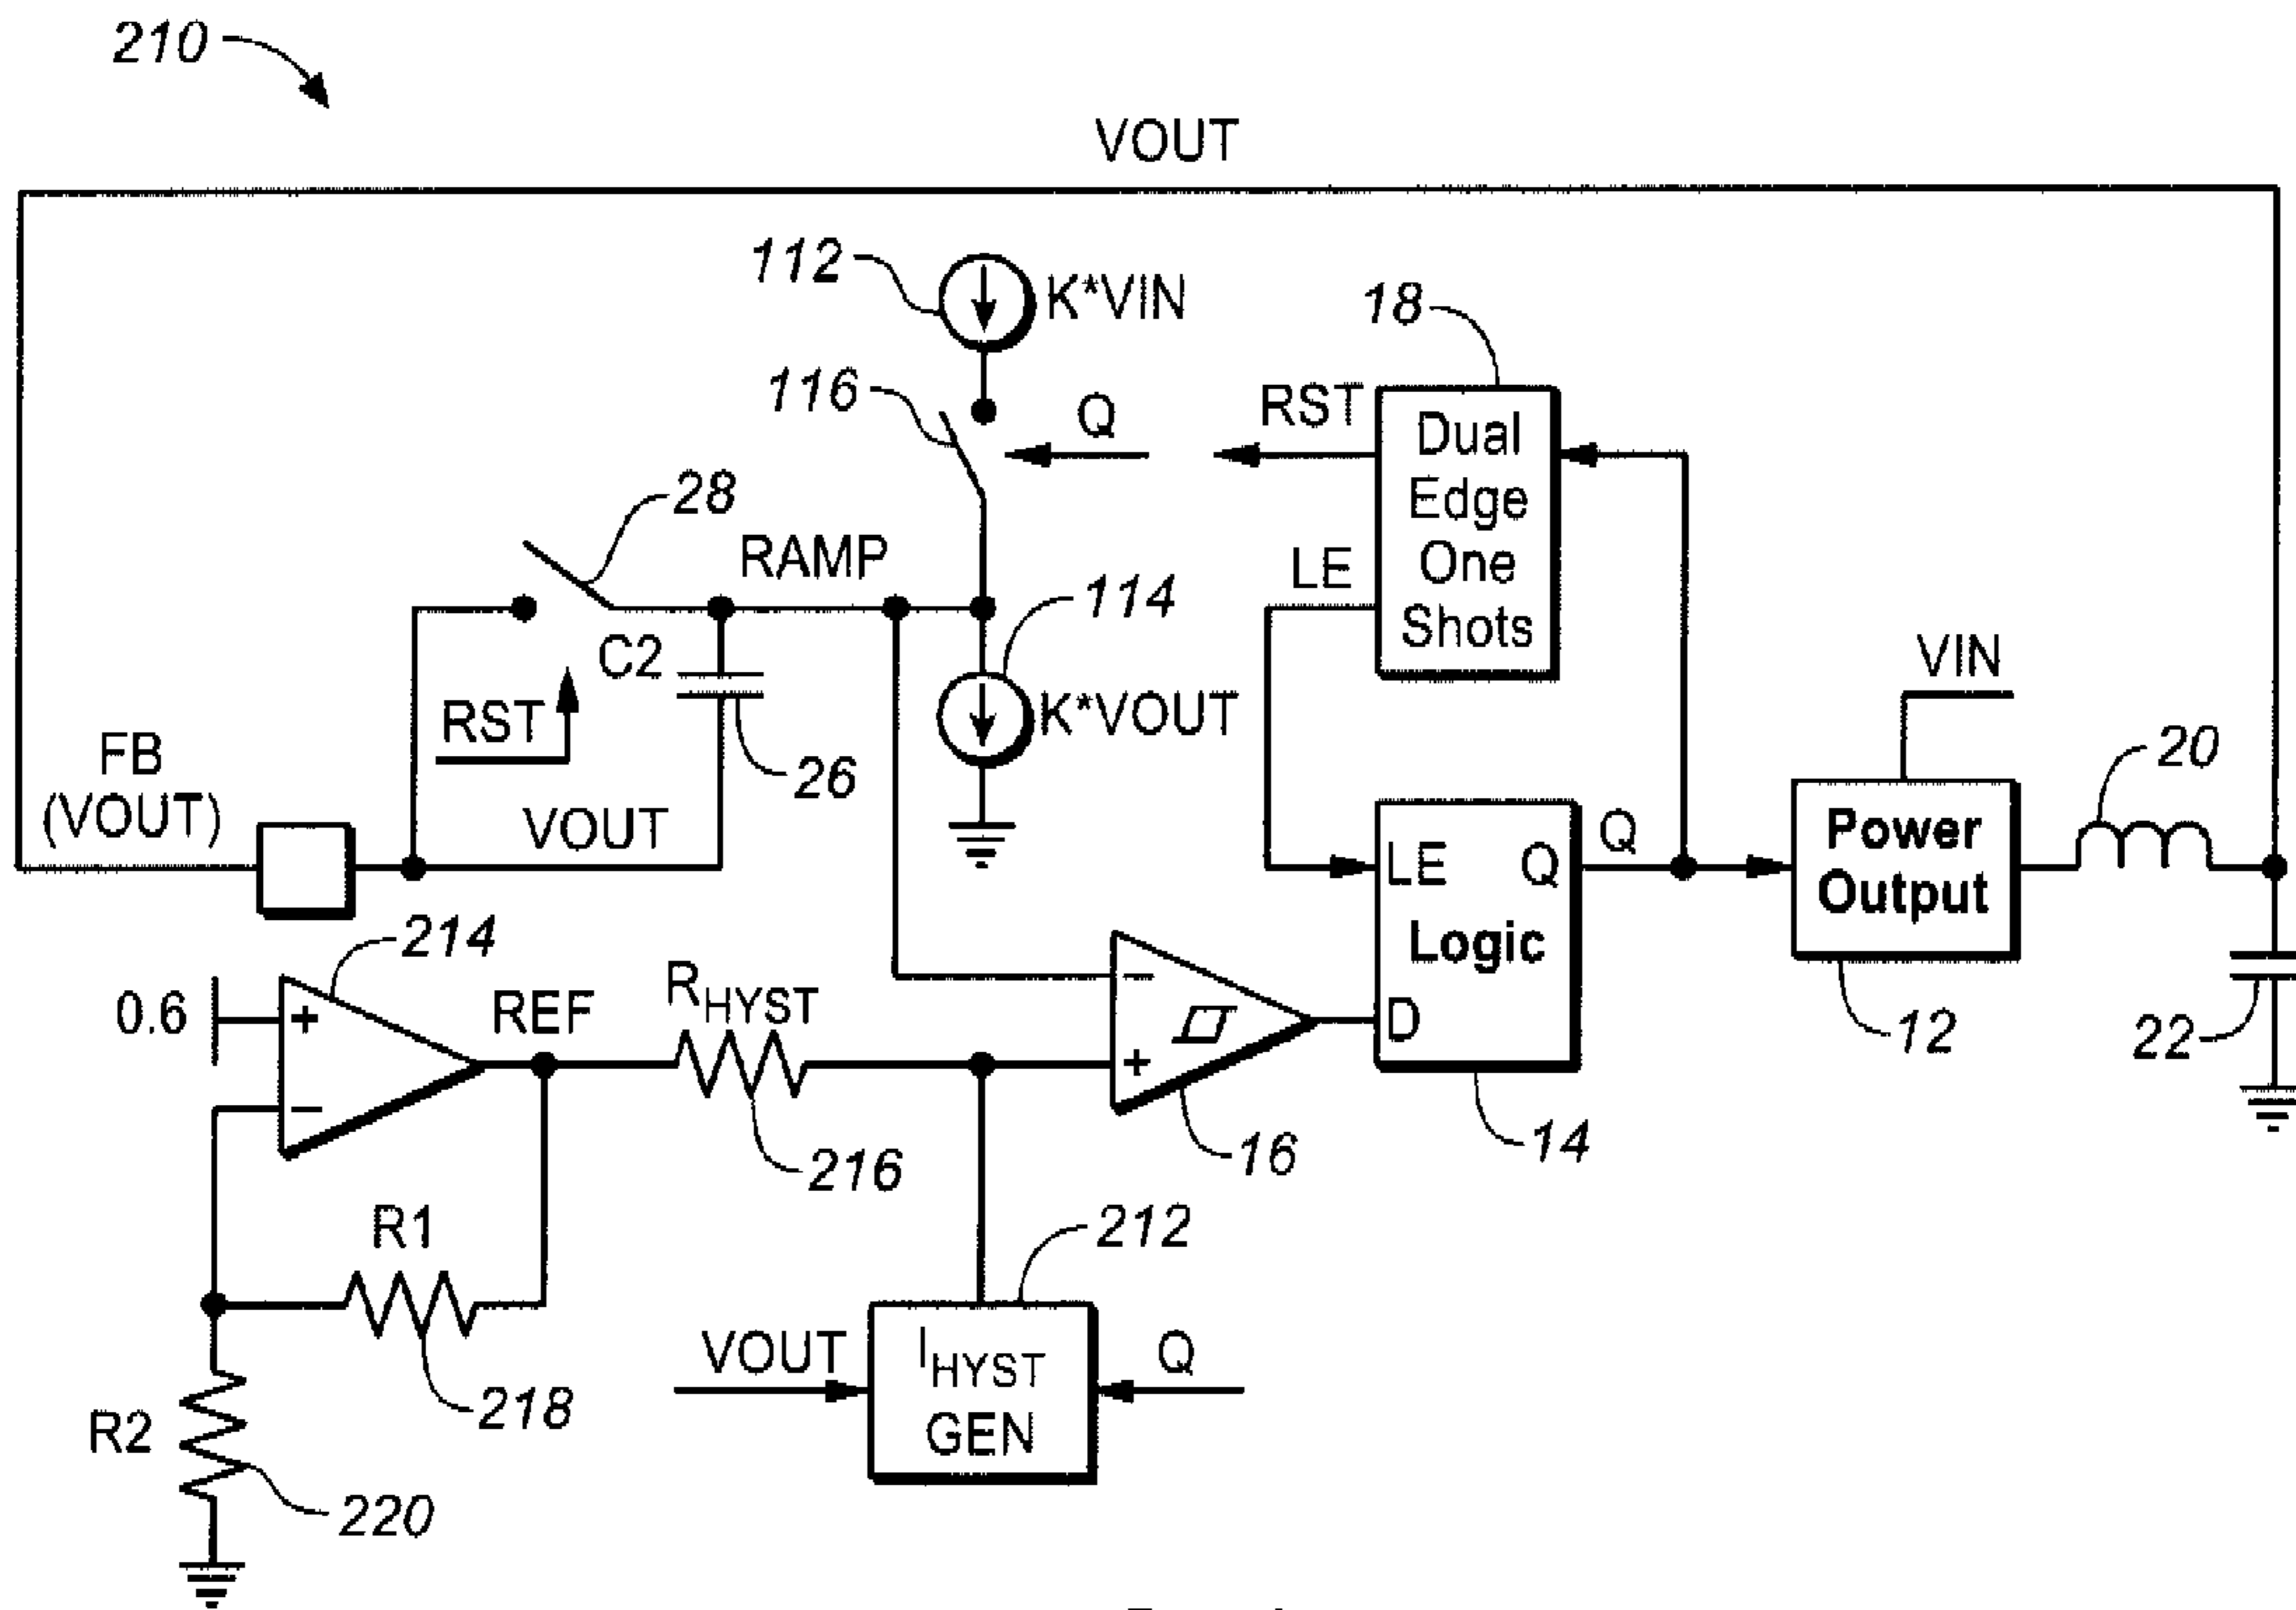 210
VOUT
112
K*VIN
18
116
Q
RST
Dual
Edge
One
Shots
28
RAMP
LE
114
C2
RST
K*VOUT
VIN
20
FB
(VOUT)
26
VOUT
LE
Q
Q
Power
Output
Logic
214
0.6
+
REF
RHYST
−
D
12
22
−
+
216
16
14
R1
212
VOUT
IHYST
GEN
Q
218
R2
220